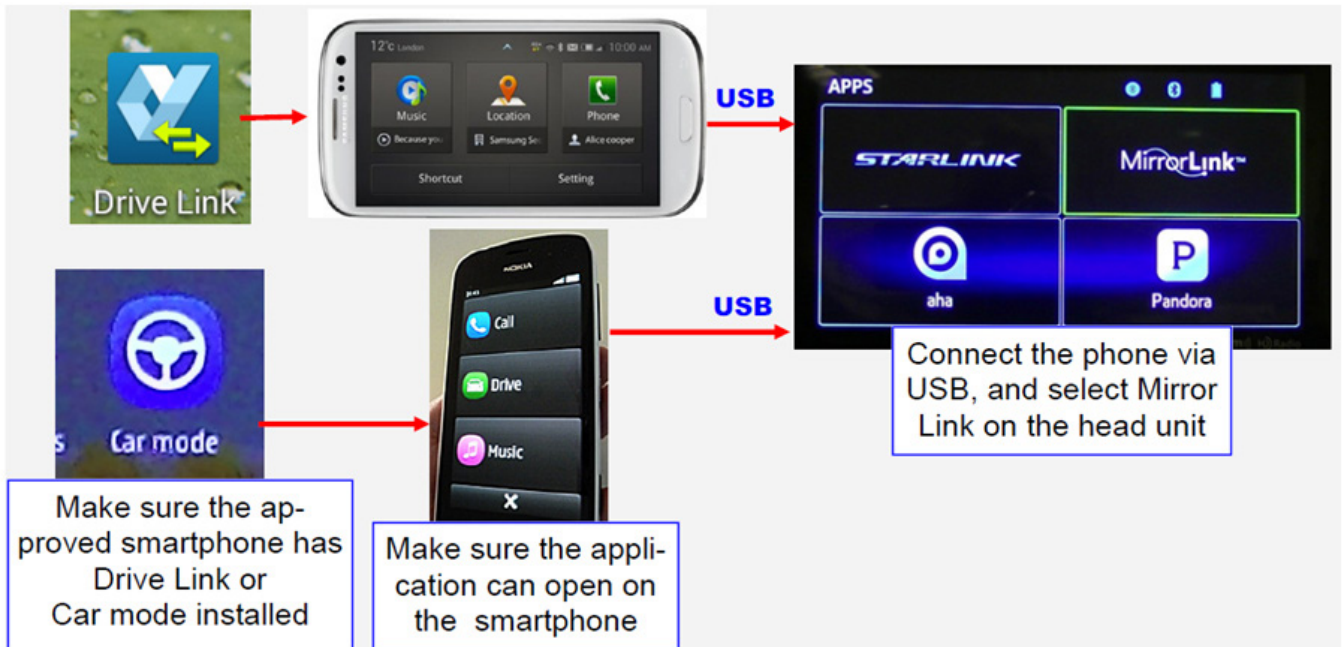 12°C London
10:00 AM
Music
Location
Phone
Because you
Samsung Sec
Alice cooper
Shortcut
Setting
Drive Link
USB
APPS
STARLINK
MirrorLink™
aha
P
Pandora
NOKIA
Call
Drive
Music
X
USB
s
Car mode
Connect the phone via
USB, and select Mirror
Link on the head unit
Make sure the ap-
proved smartphone has
Drive Link or
Car mode installed
Make sure the appli-
cation can open on
the smartphone